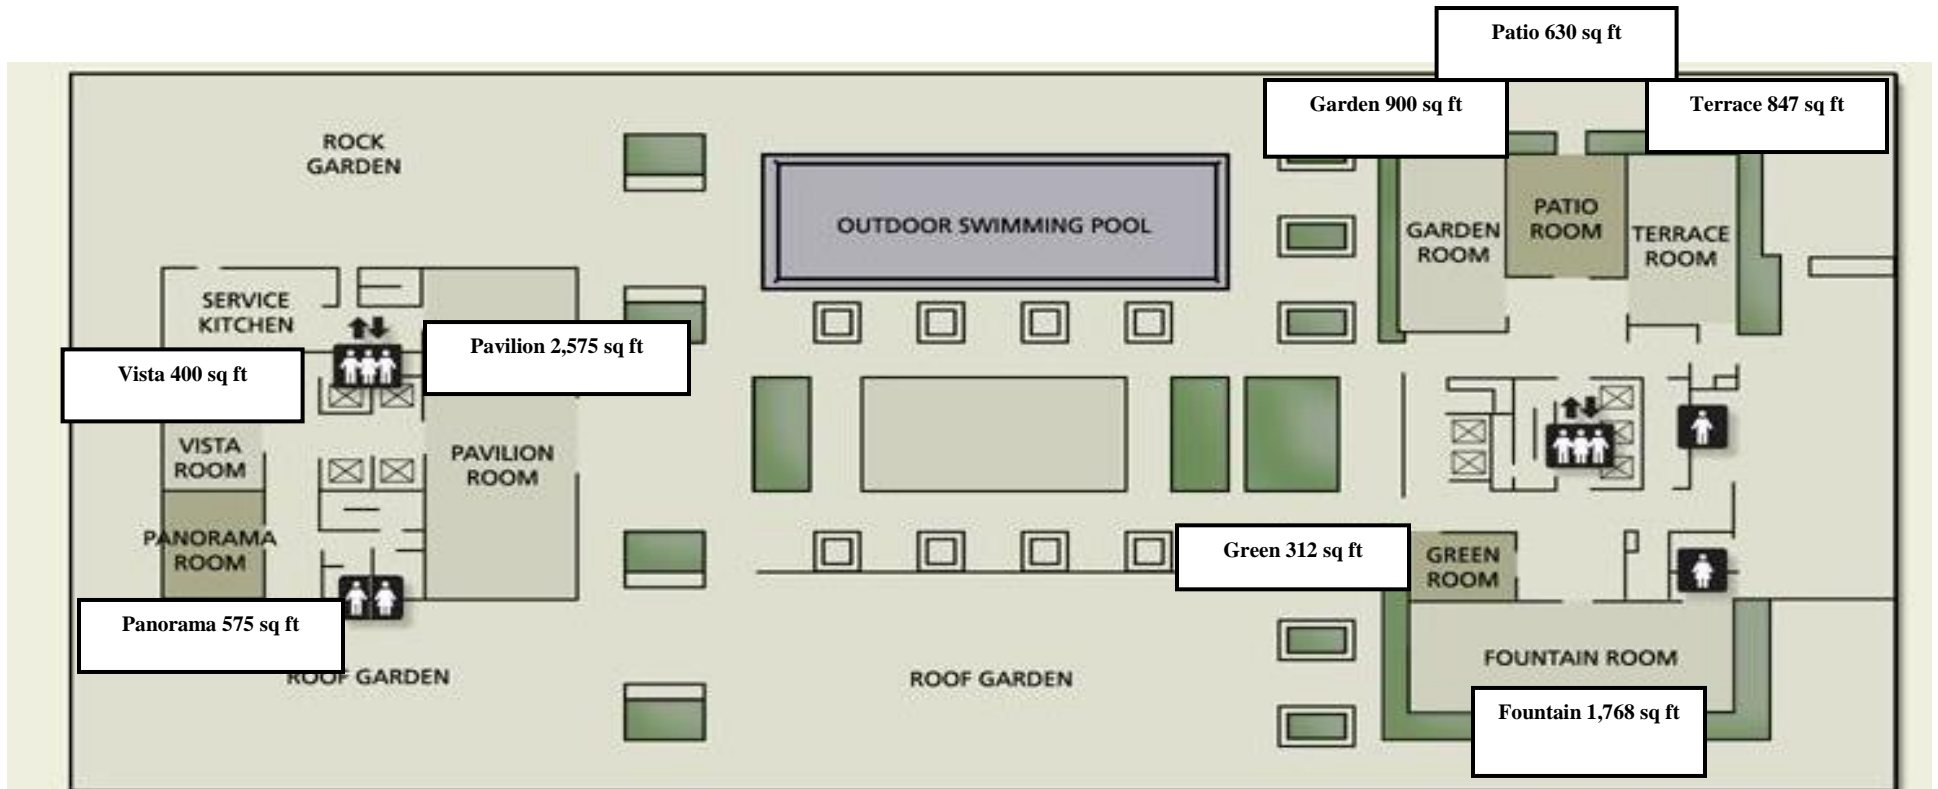 Patio 630 sq ft
Garden 900 sq ft
Terrace 847 sq ft
ROCK
GARDEN
OUTDOOR SWIMMING POOL
GARDEN
ROOM
PATIO
ROOM
TERRACE
ROOM
SERVICE
KITCHEN
Vista 400 sq ft
Pavilion 2,575 sq ft
VISTA
ROOM
PAVILION
ROOM
PANORAMA
ROOM
Green 312 sq ft
GREEN
ROOM
Panorama 575 sq ft
ROOF GARDEN
ROOF GARDEN
FOUNTAIN ROOM
Fountain 1,768 sq ft